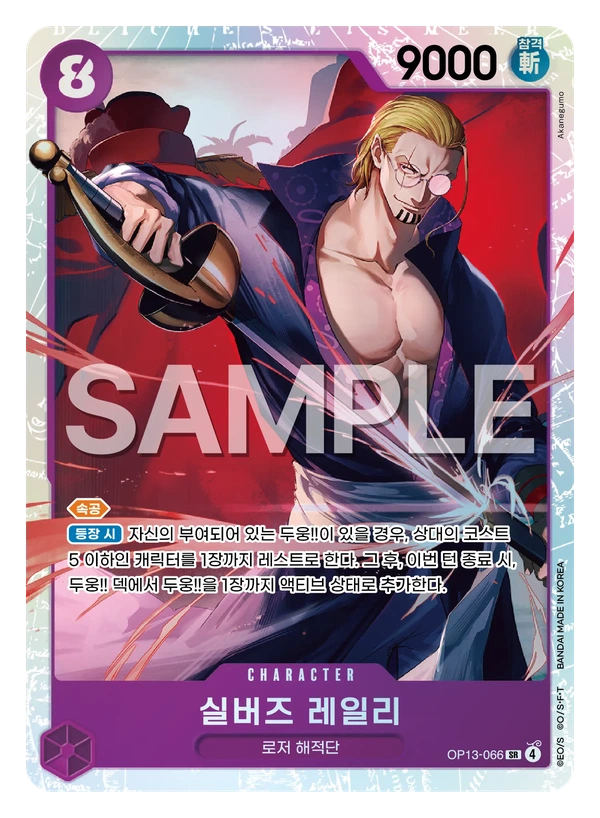 8
9000
참격
斬
Akanegumo
SAMPLE
속공
등장 시 자신의 부여되어 있는 두웅!!이 있을 경우, 상대의 코스트
5 이하인 캐릭터를 1장까지 레스트로 한다. 그 후, 이번 턴 종료 시,
두웅!! 덱에서 두웅!!을 1장까지 액티브 상태로 추가한다.
CHARACTER
실버즈 레일리
로저 해적단
OP13-066 SR 4
©EO/S ©O/S·F·T BANDAI MADE IN KOREA